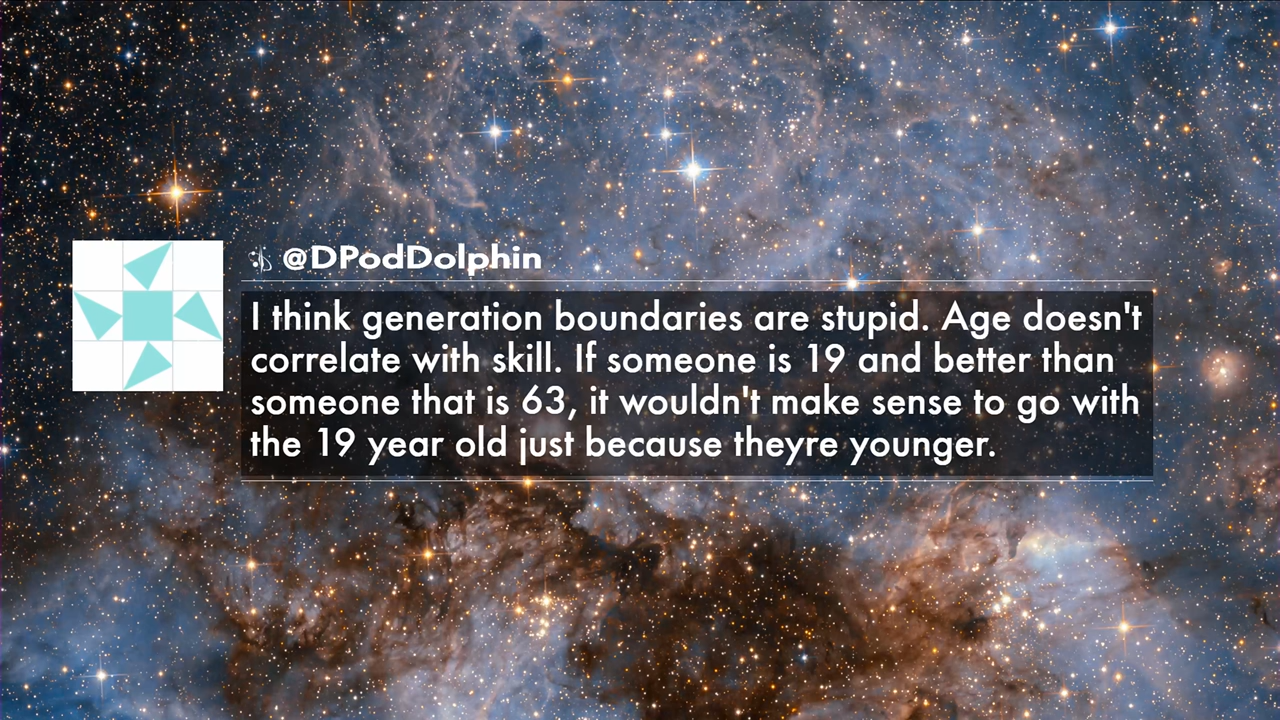 @DPodDolphin
I think generation boundaries are stupid. Age doesn't
correlate with skill. If someone is 19 and better than
someone that is 63, it wouldn't make sense to go with
the 19 year old just because theyre younger.